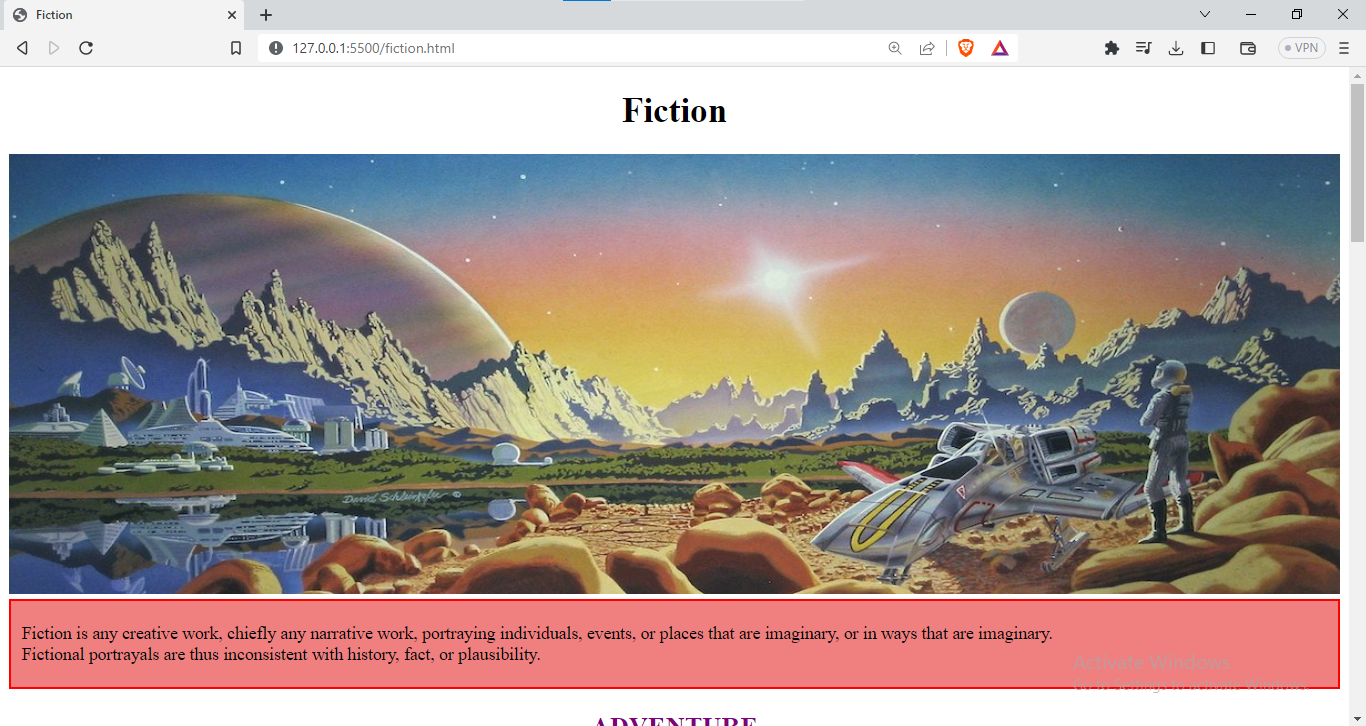 Fiction
127.0.0.1:5500/fiction.html
VPN
Fiction
David Schleinkofer ©
Fiction is any creative work, chiefly any narrative work, portraying individuals, events, or places that are imaginary, or in ways that are imaginary.
Fictional portrayals are thus inconsistent with history, fact, or plausibility.
Activate Windows
Go to Settings to activate Windows.
ADVENTURE